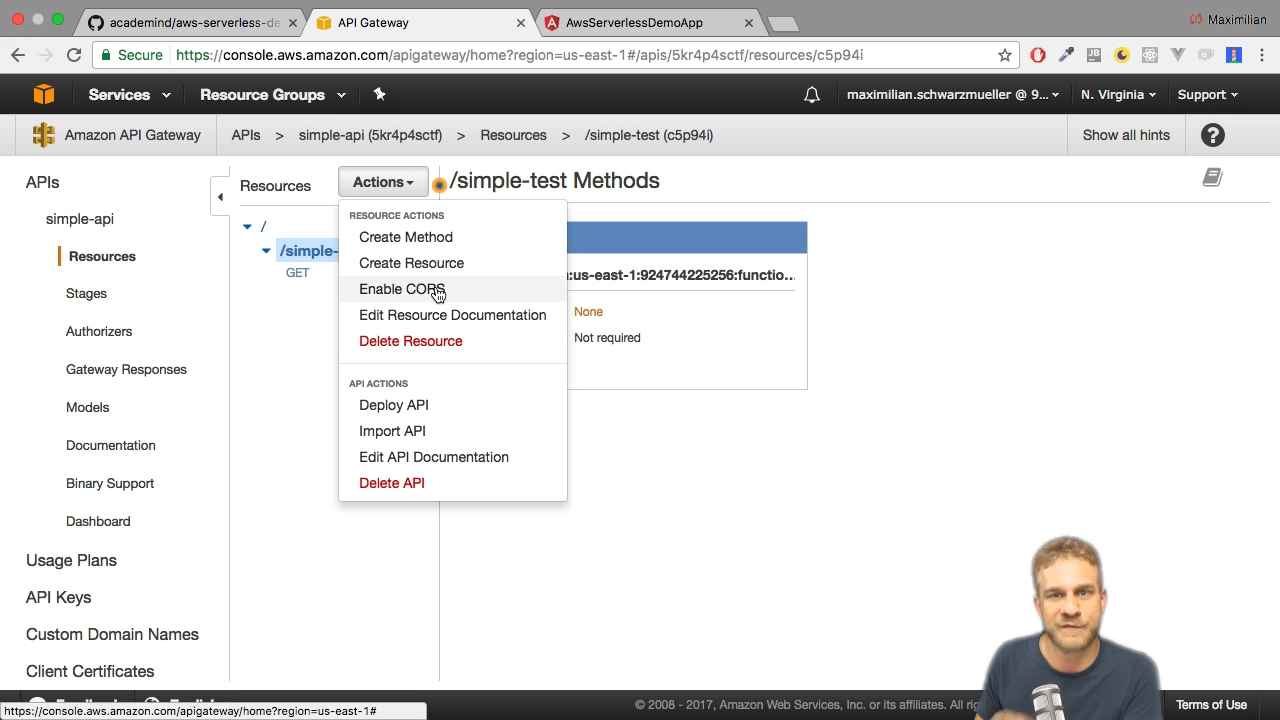 academind/aws-serverless-de
API Gateway
AwsServerlessDemoApp
Maximilian
Secure https://console.aws.amazon.com/apigateway/home?region=us-east-1#/apis/5kr4p4sctf/resources/c5p94i
JB
Services
Resource Groups
maximilian.schwarzmueller @ 9...
N. Virginia
Support
Amazon API Gateway
APIs > simple-api (5kr4p4sctf) > Resources > /simple-test (c5p94i)
Show all hints
?
APIs
simple-api
Resources
Stages
Authorizers
Gateway Responses
Models
Documentation
Binary Support
Dashboard
Usage Plans
API Keys
Custom Domain Names
Client Certificates
Resources
Actions
/simple-test Methods
/
/simple-
GET
RESOURCE ACTIONS
Create Method
Create Resource
Enable CORS
Edit Resource Documentation
Delete Resource
API ACTIONS
Deploy API
Import API
Edit API Documentation
Delete API
:us-east-1:924744225256:functio...
None
Not required
© 2008 - 2017, Amazon Web Services, Inc. or its affiliates. All
Terms of Use
https://console.aws.amazon.com/apigateway/home?region=us-east-1#